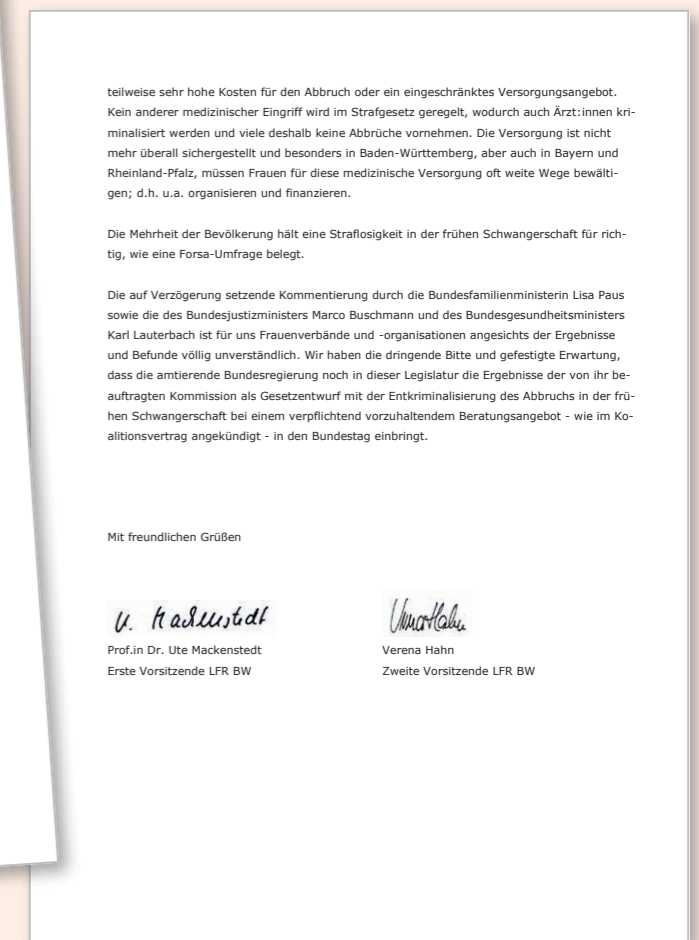 teilweise sehr hohe Kosten für den Abbruch oder ein eingeschränktes Versorgungsangebot.
Kein anderer medizinischer Eingriff wird im Strafgesetz geregelt, wodurch auch Ärzt:innen kri-
minalisiert werden und viele deshalb keine Abbrüche vornehmen. Die Versorgung ist nicht
mehr überall sichergestellt und besonders in Baden-Württemberg, aber auch in Bayern und
Rheinland-Pfalz, müssen Frauen für diese medizinische Versorgung oft weite Wege bewälti-
gen; d.h. u.a. organisieren und finanzieren.
Die Mehrheit der Bevölkerung hält eine Straflosigkeit in der frühen Schwangerschaft für rich-
tig, wie eine Forsa-Umfrage belegt.
Die auf Verzögerung setzende Kommentierung durch die Bundesfamilienministerin Lisa Paus
sowie die des Bundesjustizministers Marco Buschmann und des Bundesgesundheitsministers
Karl Lauterbach ist für uns Frauenverbände und -organisationen angesichts der Ergebnisse
und Befunde völlig unverständlich. Wir haben die dringende Bitte und gefestigte Erwartung,
dass die amtierende Bundesregierung noch in dieser Legislatur die Ergebnisse der von ihr be-
auftragten Kommission als Gesetzentwurf mit der Entkriminalisierung des Abbruchs in der frü-
hen Schwangerschaft bei einem verpflichtend vorzuhaltendem Beratungsangebot - wie im Ko-
alitionsvertrag angekündigt - in den Bundestag einbringt.
Mit freundlichen Grüßen
U. Mackenstedt
Verena Hahn
Prof.in Dr. Ute Mackenstedt
Verena Hahn
Erste Vorsitzende LFR BW
Zweite Vorsitzende LFR BW